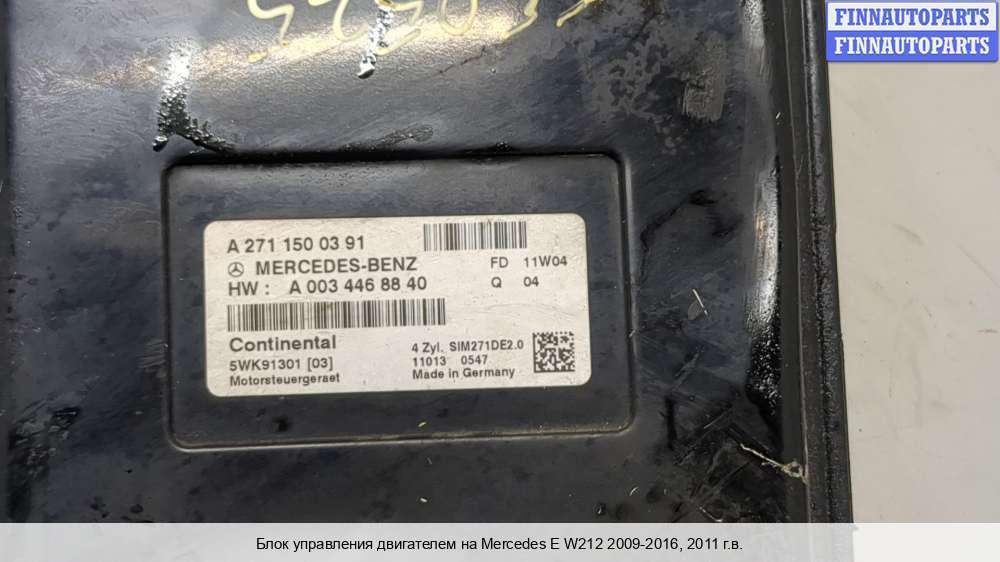 FINNAUTOPARTS
FINNAUTOPARTS
A 271 150 03 91
MERCEDES-BENZ
FD 11W04
HW : A 003 446 88 40
Q 04
Continental
4 Zyl. SIM271DE2.0
5WK91301 [03]
11013 0547
Motorsteuergeraet
Made in Germany
Блок управления двигателем на Mercedes E W212 2009-2016, 2011 г.в.